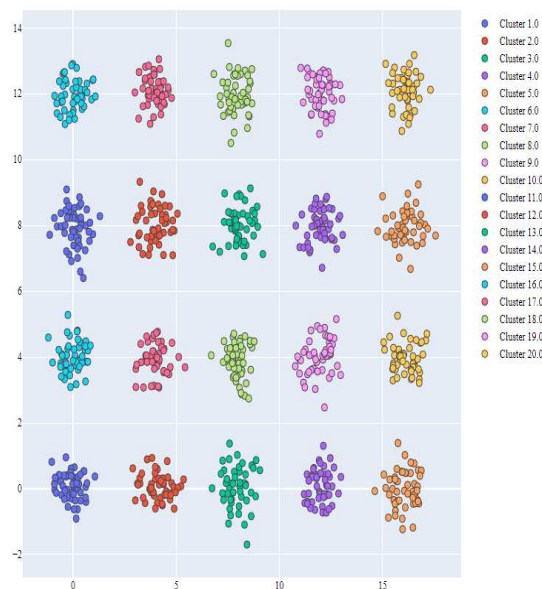 14
12
10
8
6
4
2
0
−2
0
5
10
15
Cluster 1.0
Cluster 2.0
Cluster 3.0
Cluster 4.0
Cluster 5.0
Cluster 6.0
Cluster 7.0
Cluster 8.0
Cluster 9.0
Cluster 10.0
Cluster 11.0
Cluster 12.0
Cluster 13.0
Cluster 14.0
Cluster 15.0
Cluster 16.0
Cluster 17.0
Cluster 18.0
Cluster 19.0
Cluster 20.0